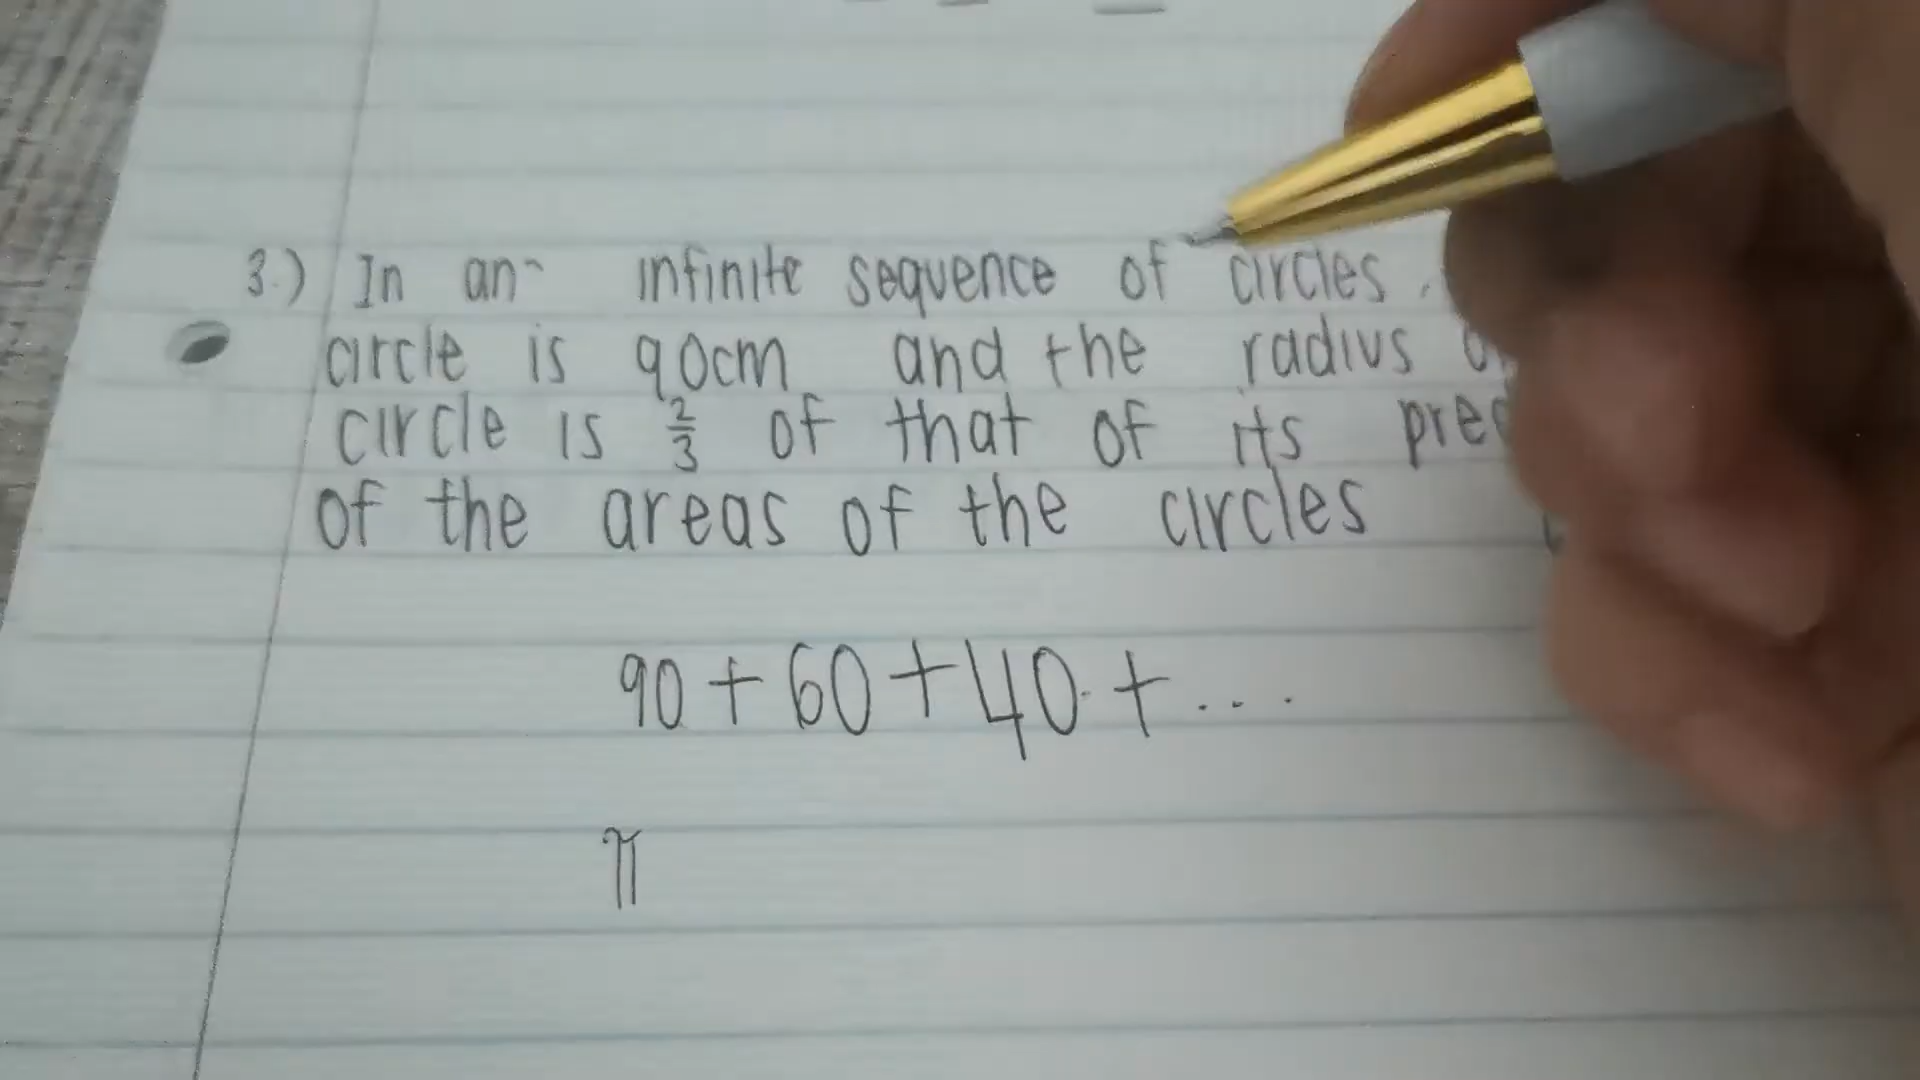 3.) In an infinite sequence of circles,
circle is 90cm and the radius
circle is 2/3 of that of its
of the areas of the circles
90 + 60 + 40 + ...
π